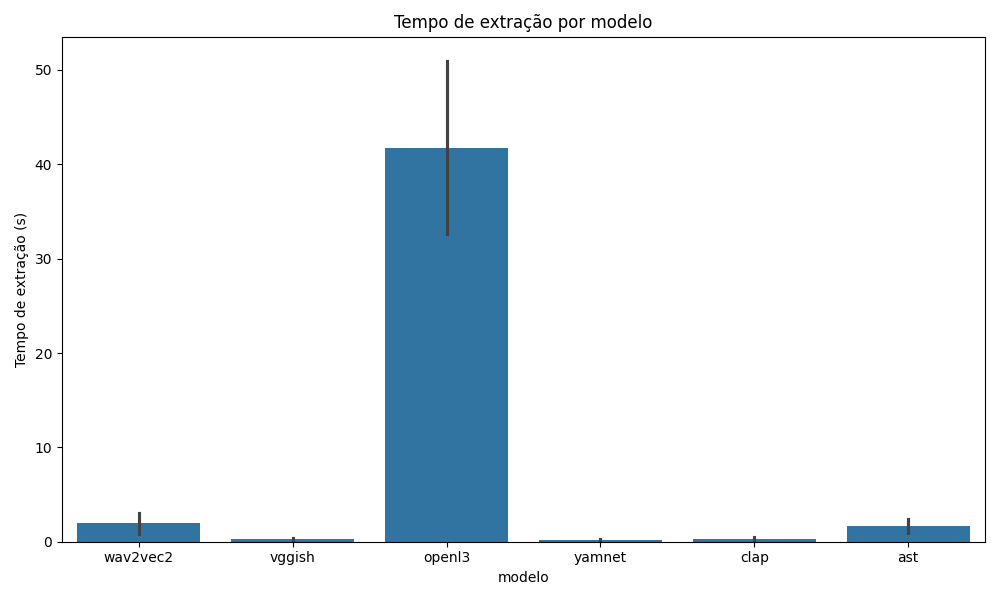 Tempo de extração por modelo
Tempo de extração (s)
50
40
30
20
10
0
wav2vec2 vggish openl3 yamnet clap ast
modelo